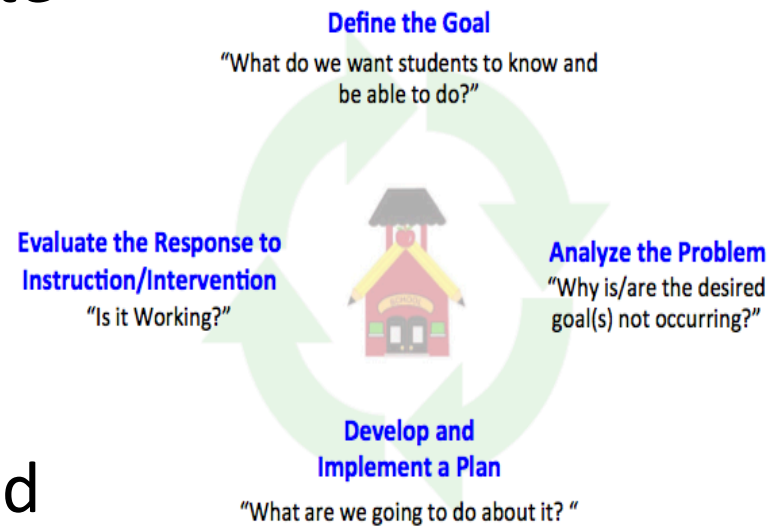 Define the Goal
“What do we want students to know and
be able to do?”
Evaluate the Response to
Instruction/Intervention
“Is it Working?”
Analyze the Problem
“Why is/are the desired
goal(s) not occurring?”
SCHOOL
Develop and
Implement a Plan
“What are we going to do about it? “
d